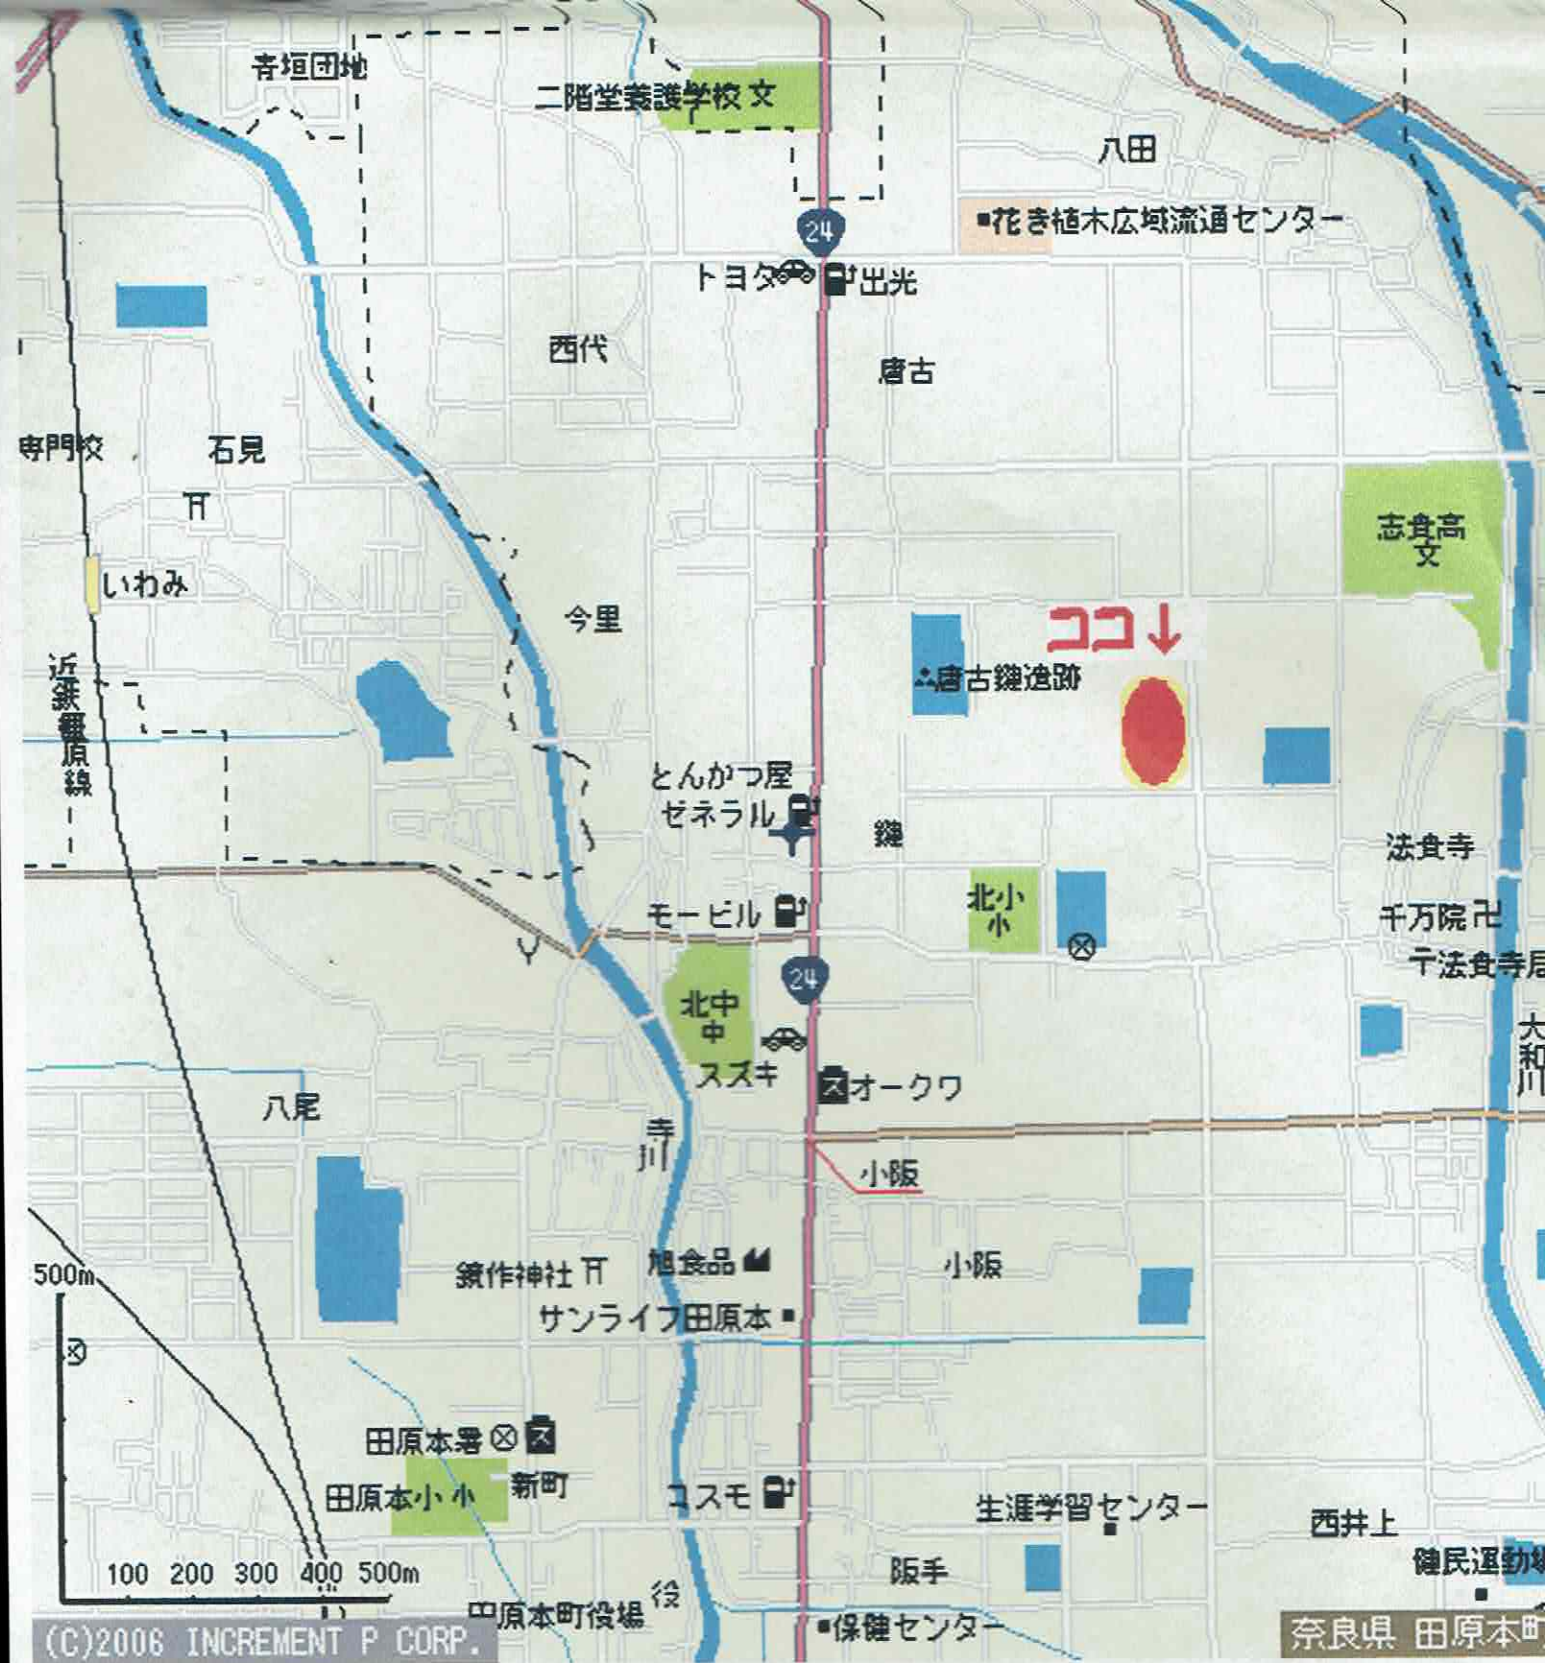 青垣団地
二階堂養護学校 文
八田
24
■花き植木広域流通センター
トヨタ
出光
西代
唐古
専門校
石見
志貴高
文
いわみ
今里
ココ↓
近鉄橿原線
∴唐古鍵遺跡
とんかつ屋
ゼネラル
鍵
法貴寺
北小
小
モービル
千万院 卍
〒法貴寺局
24
北中
中
大和川
スズキ
ス オークワ
八尾
寺川
小阪
鏡作神社
旭食品
小阪
500m
サンライフ田原本 ■
田原本署
ス
田原本小 小
新町
コスモ
生涯学習センター
西井上
健民運動場
100 200 300 400 500m
阪手
田原本町役場
役
■保健センター
(C)2006 INCREMENT P CORP.
奈良県 田原本町